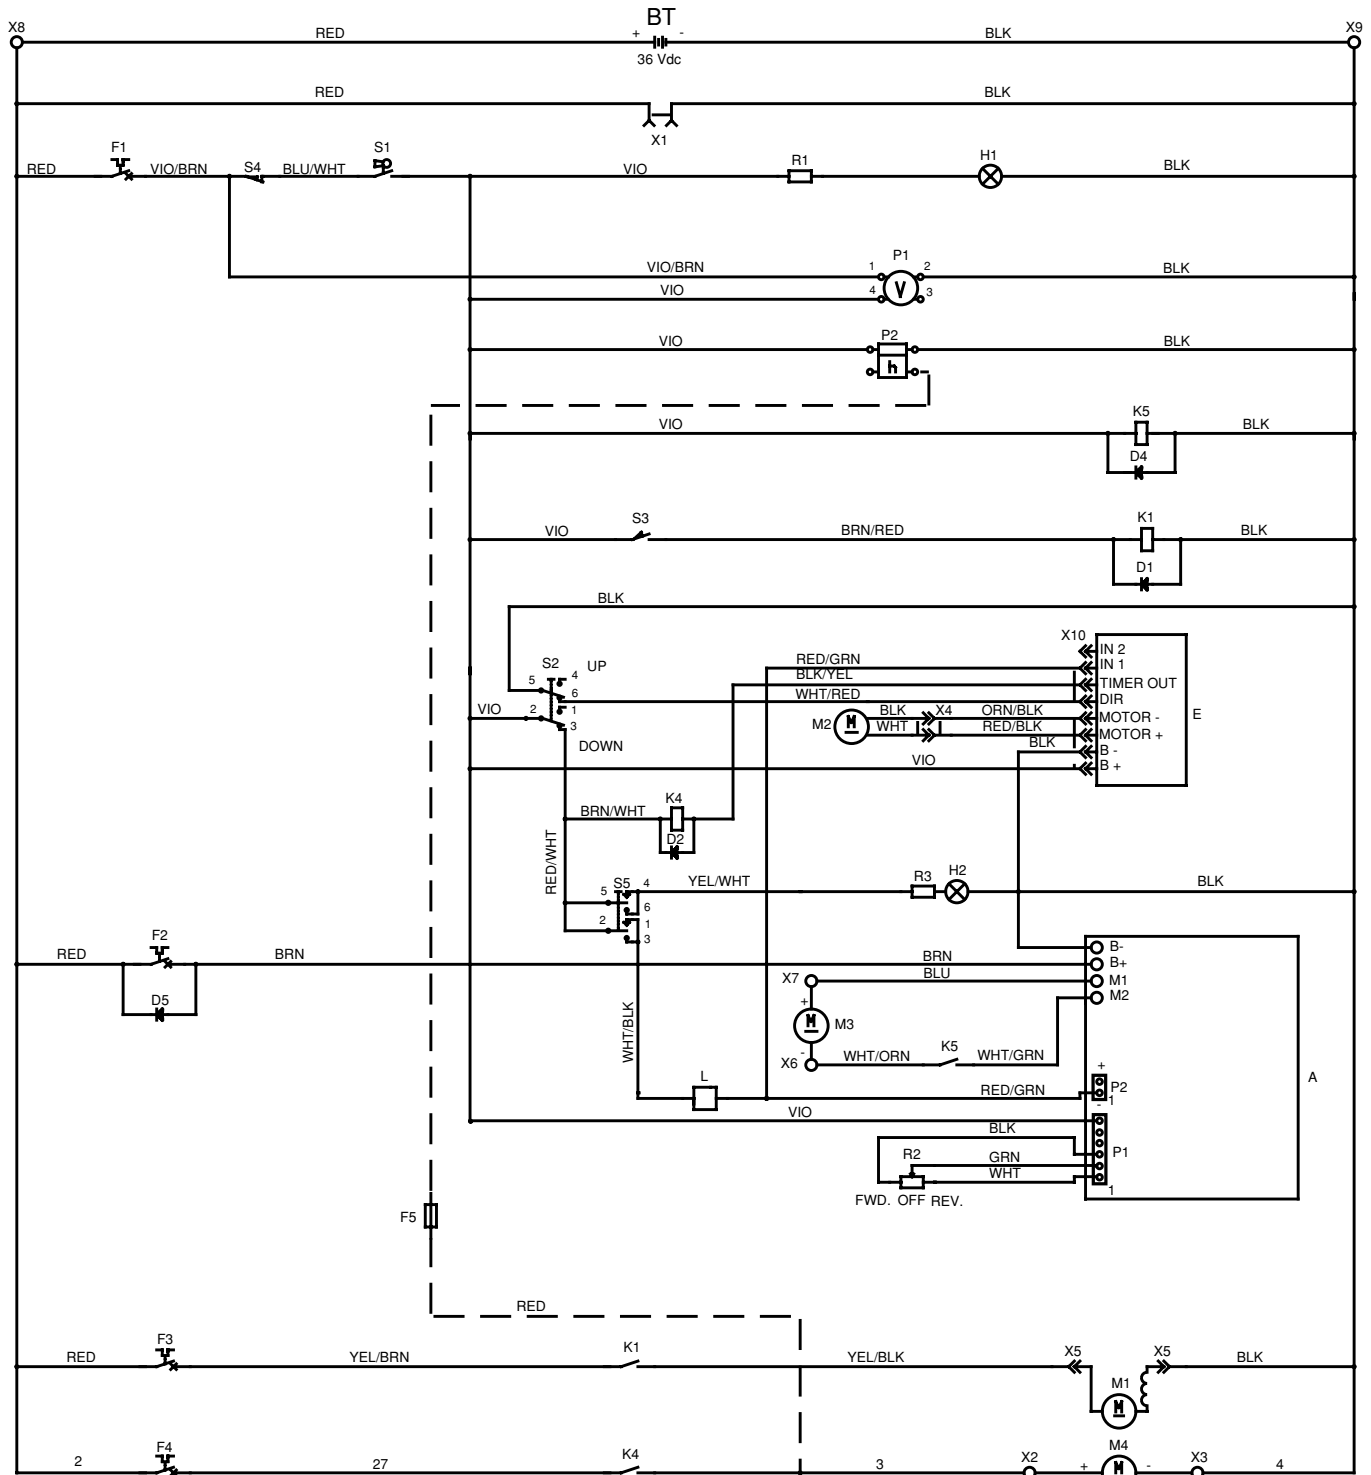 BT
X8
X9
RED
+
-
BLK
36 Vdc
RED
BLK
X1
F1
S4
S1
R1
H1
RED
VIO/BRN
BLU/WHT
VIO
BLK
P1
VIO/BRN
1
2
BLK
VIO
4
V
3
P2
VIO
BLK
h
K5
VIO
BLK
D4
S3
K1
VIO
BRN/RED
BLK
D1
BLK
X10
IN 2
S2
4
UP
RED/GRN
IN 1
5
BLK/YEL
TIMER OUT
6
WHT/RED
DIR
VIO
2
1
BLK
X4
ORN/BLK
MOTOR -
E
3
M2
M
WHT
RED/BLK
MOTOR +
DOWN
BLK
B -
VIO
B +
K4
BRN/WHT
D2
RED/WHT
S5
5
4
YEL/WHT
R3
H2
BLK
6
2
1
3
F2
B-
RED
BRN
BRN
B+
X7
BLU
M1
D5
M2
+
M
M3
WHT/BLK
-
X6
WHT/ORN
K5
WHT/GRN
L
+
A
RED/GRN
P2
-
1
VIO
BLK
P1
R2
GRN
WHT
1
FWD. OFF REV.
F5
RED
F3
K1
RED
YEL/BRN
YEL/BLK
X5
X5
BLK
M1
M
F4
K4
M4
2
27
3
X2
+
M
-
X3
4